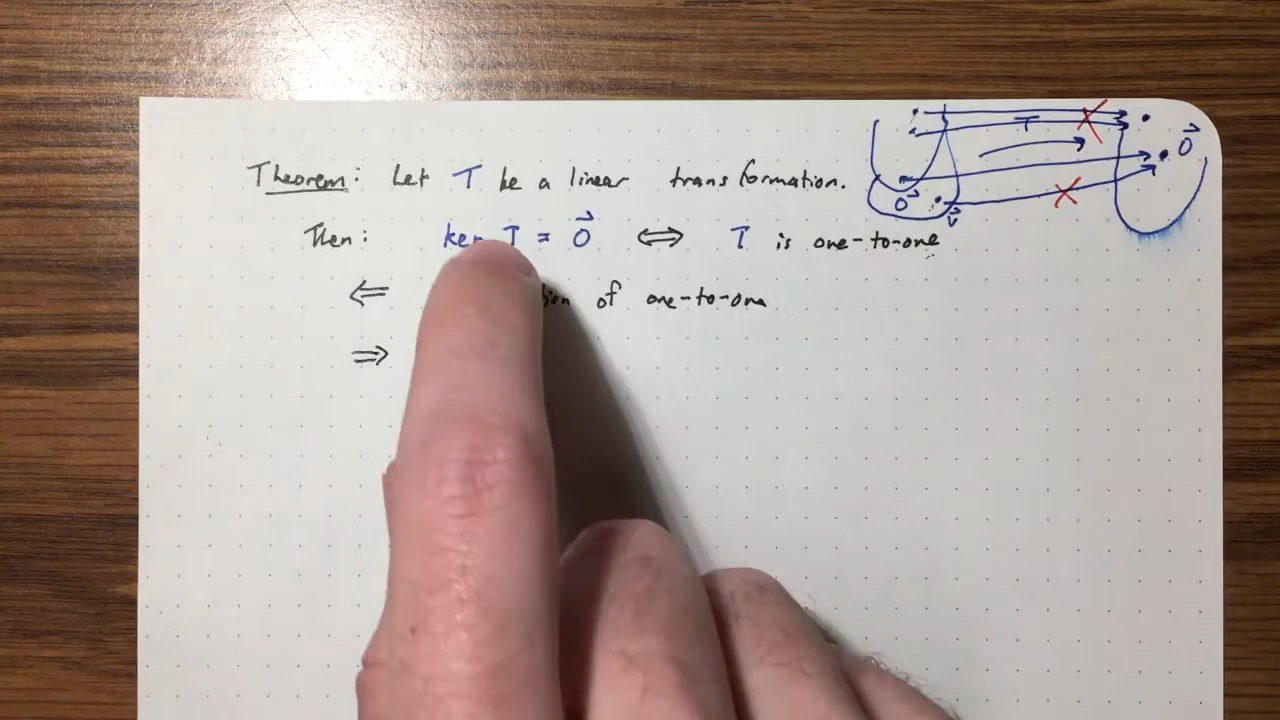 Theorem: Let T be a linear transformation.
Then: ker T = 0⃗ ⟺ T is one-to-one
⟸ of one-to-one
⟹
T
0⃗
0⃗
v⃗